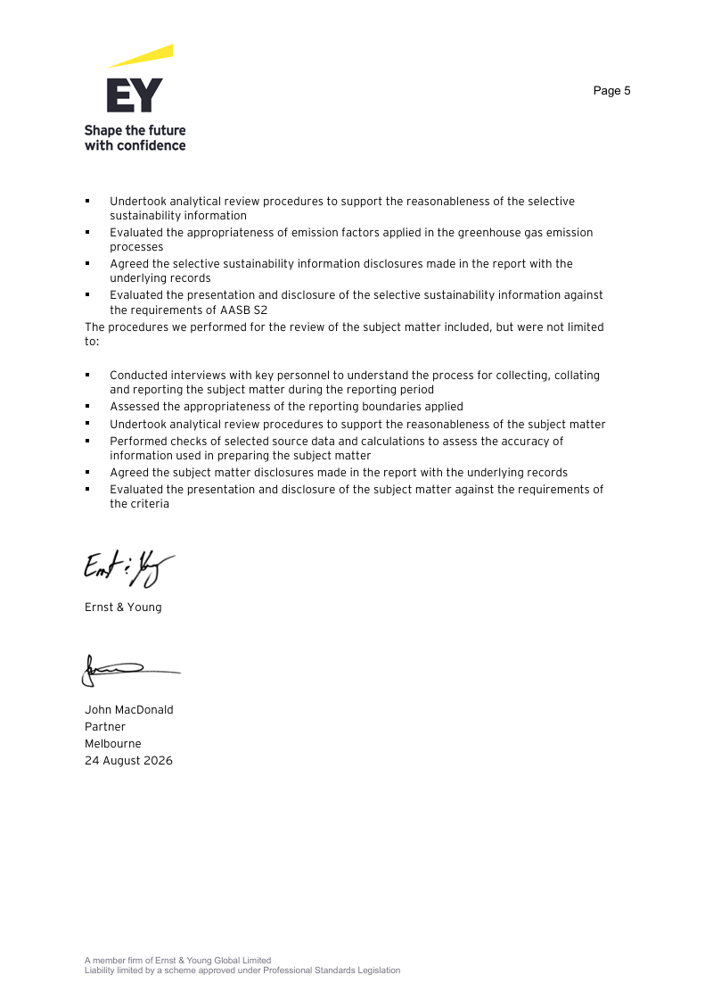 EY
Page 5
Shape the future
with confidence
▪ Undertook analytical review procedures to support the reasonableness of the selective
sustainability information
▪ Evaluated the appropriateness of emission factors applied in the greenhouse gas emission
processes
▪ Agreed the selective sustainability information disclosures made in the report with the
underlying records
▪ Evaluated the presentation and disclosure of the selective sustainability information against
the requirements of AASB S2
The procedures we performed for the review of the subject matter included, but were not limited
to:
▪ Conducted interviews with key personnel to understand the process for collecting, collating
and reporting the subject matter during the reporting period
▪ Assessed the appropriateness of the reporting boundaries applied
▪ Undertook analytical review procedures to support the reasonableness of the subject matter
▪ Performed checks of selected source data and calculations to assess the accuracy of
information used in preparing the subject matter
▪ Agreed the subject matter disclosures made in the report with the underlying records
▪ Evaluated the presentation and disclosure of the subject matter against the requirements of
the criteria
Ernst & Young
Ernst & Young
John MacDonald
Partner
Melbourne
24 August 2026
A member firm of Ernst & Young Global Limited
Liability limited by a scheme approved under Professional Standards Legislation